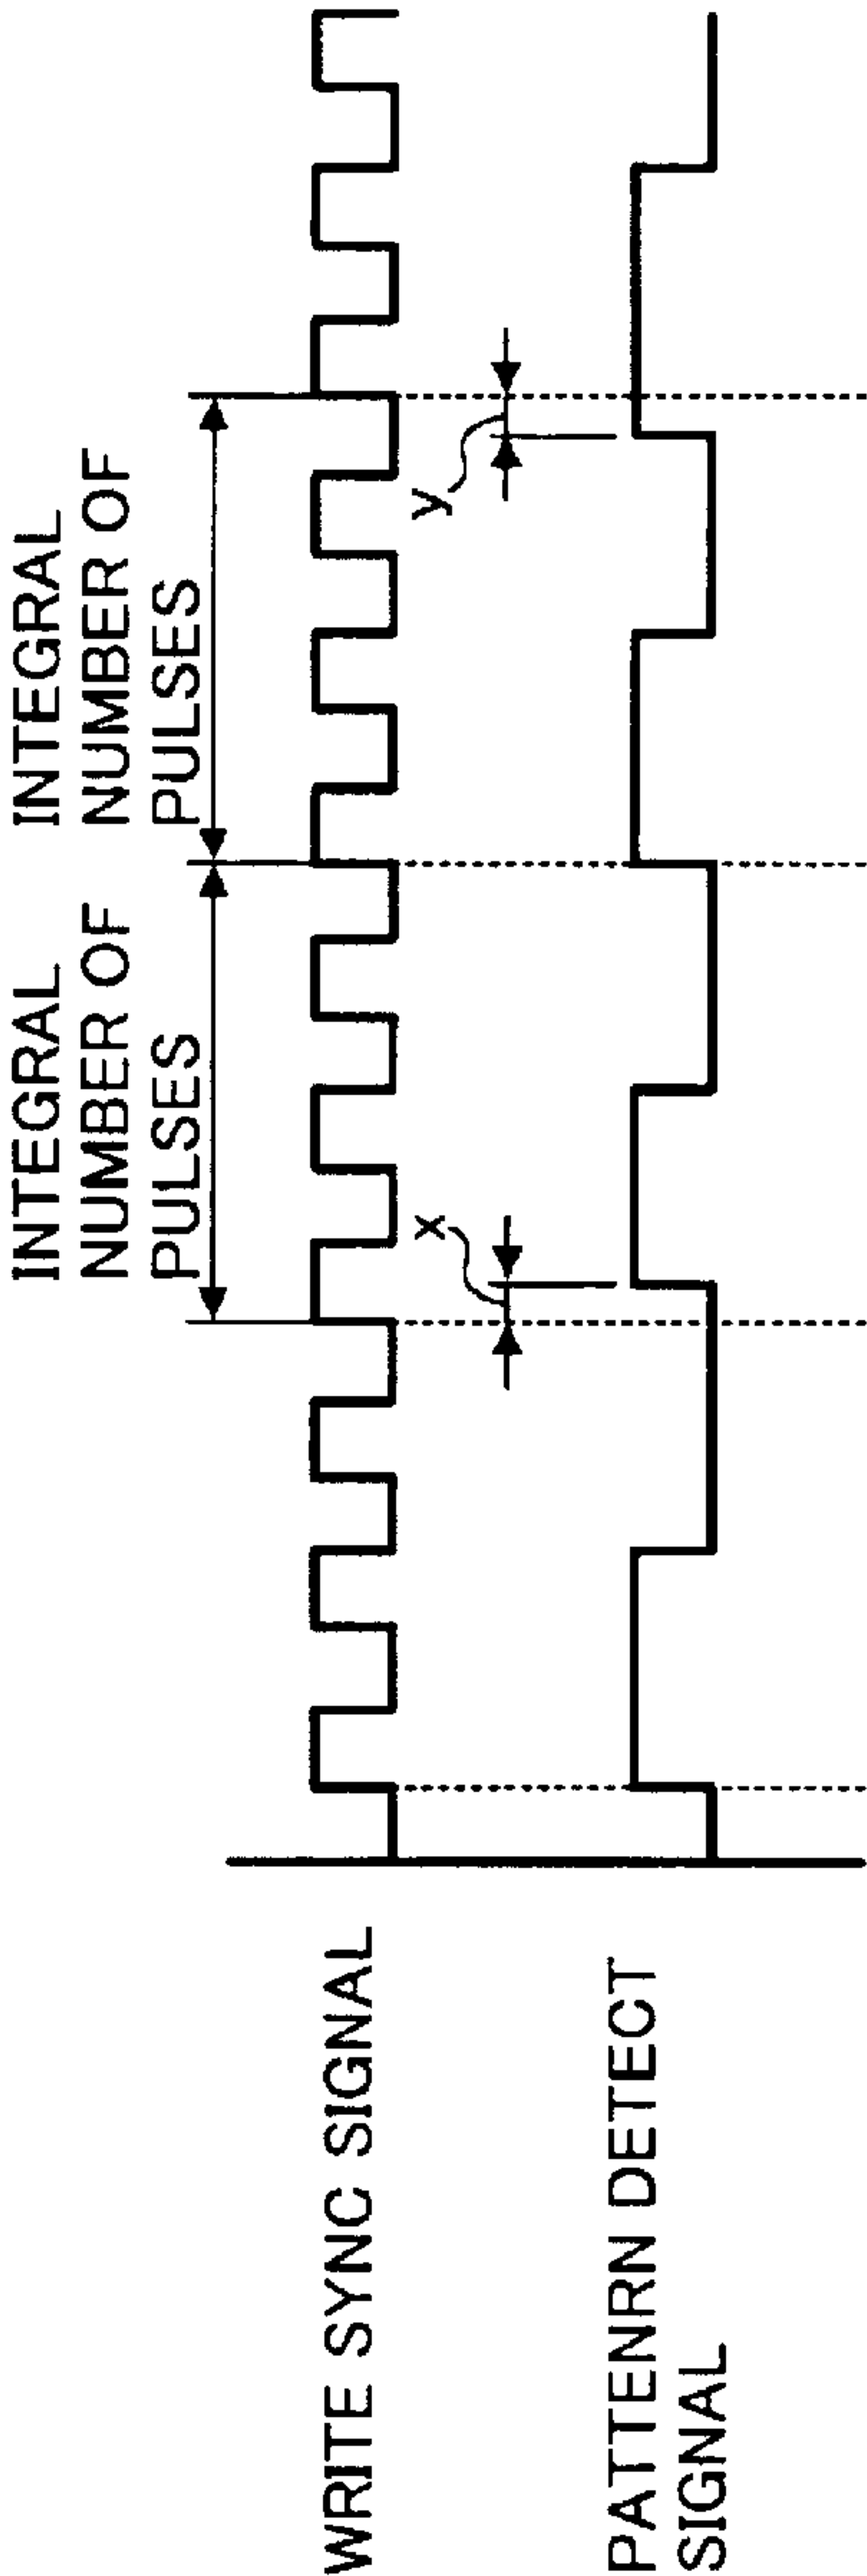 INTEGRAL
NUMBER OF
PULSES
INTEGRAL
NUMBER OF
PULSES
WRITE SYNC SIGNAL
x
y
PATTENRN DETECT
SIGNAL